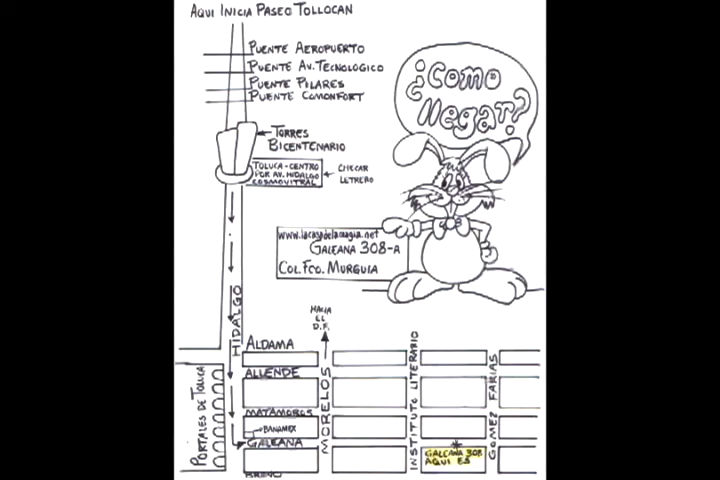 AQUI INICIA PASEO TOLLOCAN
PUENTE AEROPUERTO
PUENTE AV. TECNOLOGICO
PUENTE PILARES
PUENTE COMONFORT
¿Como
llegar?
TORRES
BICENTENARIO
TOLUCA-CENTRO
POR AV. HIDALGO
COSMOVITRAL
CHECAR
LETRERO
www.lacasadelamagia.net
GALEANA 308-A
COL. FCO. MURGUIA
HACIA
EL
D.F.
HIDALGO
ALDAMA
ALLENDE
MATAMOROS
BANAMEX
GALEANA
BRAVO
PORTALES DE TOLUCA
MORELOS
INSTITUTO LITERARIO
GOMEZ FARIAS
GALEANA 308
AQUI ES